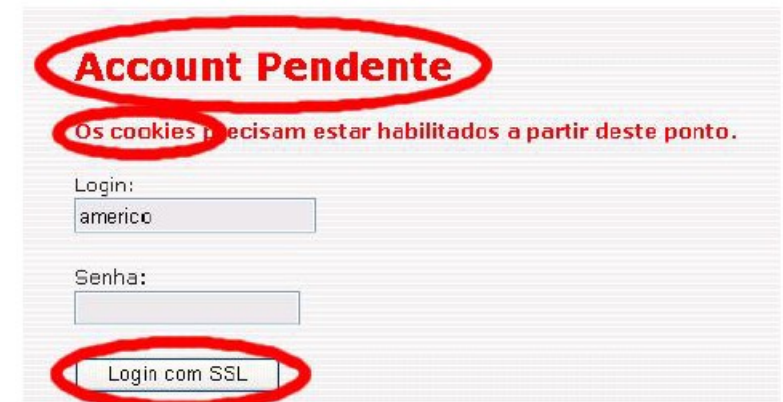 Account Pendente
Os cookies precisam estar habilitados a partir deste ponto.
Login:
americo
Senha:
Login com SSL